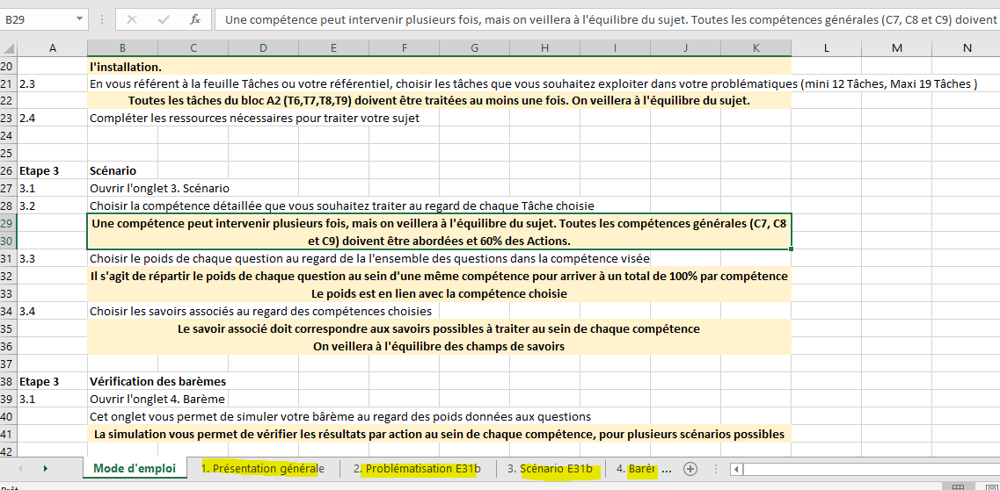 B29 fx Une compétence peut intervenir plusieurs fois, mais on veillera à l'équilibre du sujet. Toutes les compétences générales (C7, C8 et C9) doivent
A B C D E F G H I J K L M N
20 l'installation.
21 2.3 En vous référent à la feuille Tâches ou votre référentiel, choisir les tâches que vous souhaitez exploiter dans votre problématiques (mini 12 Tâches, Maxi 19 Tâches )
22 Toutes les tâches du bloc A2 (T6,T7,T8,T9) doivent être traitées au moins une fois. On veillera à l'équilibre du sujet.
23 2.4 Compléter les ressources nécessaires pour traiter votre sujet
24
25
26 Etape 3 Scénario
27 3.1 Ouvrir l'onglet 3. Scénario
28 3.2 Choisir la compétence détaillée que vous souhaitez traiter au regard de chaque Tâche choisie
29 Une compétence peut intervenir plusieurs fois, mais on veillera à l'équilibre du sujet. Toutes les compétences générales (C7, C8
30 et C9) doivent être abordées et 60% des Actions.
31 3.3 Choisir le poids de chaque question au regard de la l'ensemble des questions dans la compétence visée
32 Il s'agit de répartir le poids de chaque question au sein d'une même compétence pour arriver à un total de 100% par compétence
33 Le poids est en lien avec la compétence choisie
34 3.4 Choisir les savoirs associés au regard des compétences choisies
35 Le savoir associé doit correspondre aux savoirs possibles à traiter au sein de chaque compétence
36 On veillera à l'équilibre des champs de savoirs
37
38 Etape 3 Vérification des barèmes
39 3.1 Ouvrir l'onglet 4. Barème
40 Cet onglet vous permet de simuler votre bârème au regard des poids données aux questions
41 La simulation vous permet de vérifier les résultats par action au sein de chaque compétence, pour plusieurs scénarios possibles
42
Mode d'emploi 1. Présentation générale 2. Problématisation E31b 3. Scénario E31b 4. Barèr ...